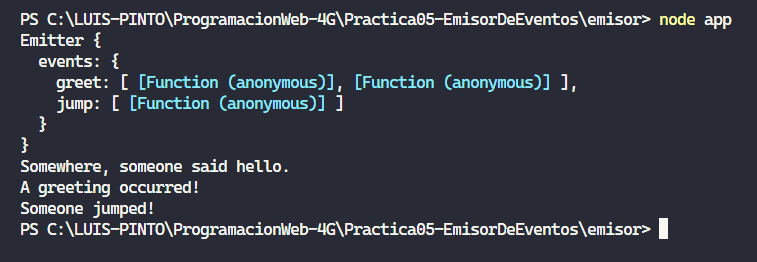 PS C:\LUIS-PINTO\ProgramacionWeb-4G\Practica05-EmisorDeEventos\emisor> node app
Emitter {
  events: {
    greet: [ [Function (anonymous)], [Function (anonymous)] ],
    jump: [ [Function (anonymous)] ]
  }
}
Somewhere, someone said hello.
A greeting occurred!
Someone jumped!
PS C:\LUIS-PINTO\ProgramacionWeb-4G\Practica05-EmisorDeEventos\emisor>